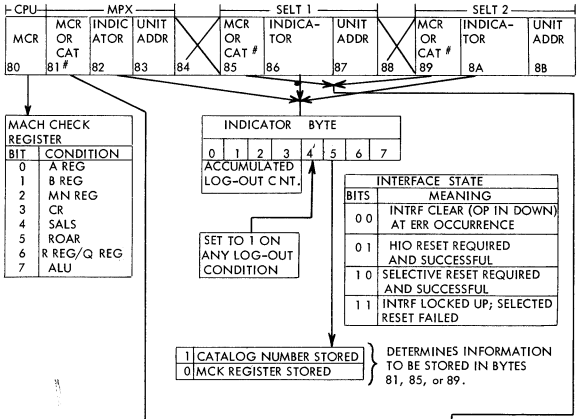 CPU MPX SELT 1 SELT 2
MCR MCR OR CAT # INDIC ATOR UNIT ADDR MCR OR CAT # INDICA- TOR UNIT ADDR MCR OR CAT # INDICA- TOR UNIT ADDR
80 81 82 83 84 85 86 87 88 89 8A 8B
MACH CHECK
REGISTER
BIT CONDITION
0 A REG
1 B REG
2 MN REG
3 CR
4 SALS
5 ROAR
6 R REG/Q REG
7 ALU
INDICATOR BYTE
0 1 2 3 4 5 6 7
ACCUMULATED
LOG-OUT CNT.
SET TO 1 ON
ANY LOG-OUT
CONDITION
INTERFACE STATE
BITS MEANING
0 0 INTRF CLEAR (OP IN DOWN)
AT ERR OCCURRENCE
0 1 HIO RESET REQUIRED
AND SUCCESSFUL
1 0 SELECTIVE RESET REQUIRED
AND SUCCESSFUL
1 1 INTRF LOCKED UP; SELECTED
RESET FAILED
1 CATALOG NUMBER STORED
0 MCK REGISTER STORED
DETERMINES INFORMATION
TO BE STORED IN BYTES
81, 85, or 89.